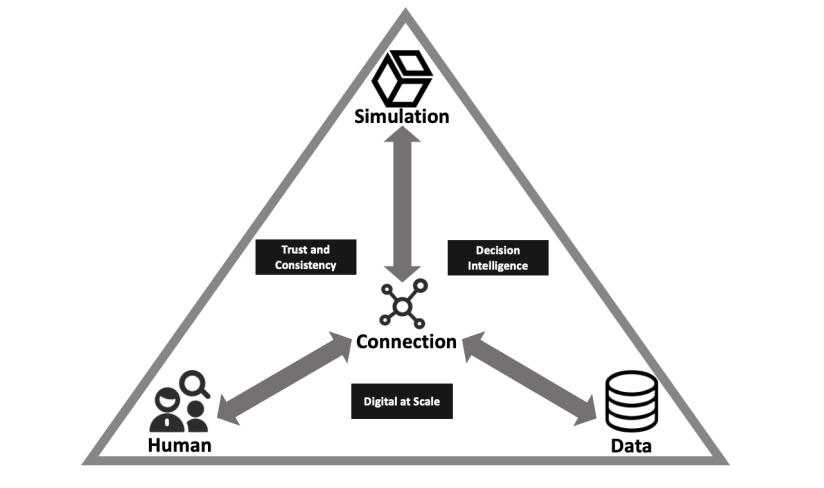 Simulation
Trust and
Consistency
Decision
Intelligence
Connection
Digital at Scale
Human
Data